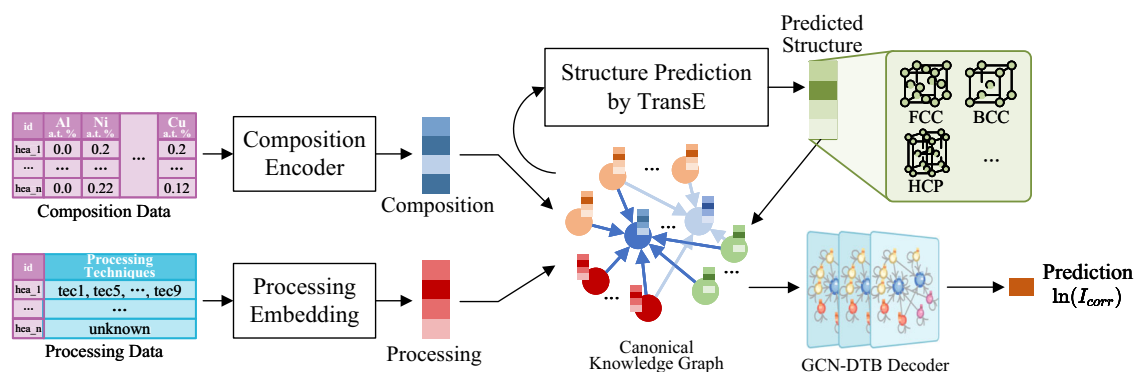 id Al a.t. % Ni a.t. % ... Cu a.t. %
hea_1 0.0 0.2 0.2
... ... ... ...
hea_n 0.0 0.22 0.12
Composition Data
Composition
Encoder
Composition
id Processing
Techniques
hea_1 tec1, tec5, ···, tec9
... ...
hea_n unknown
Processing Data
Processing
Embedding
Processing
Structure Prediction
by TransE
Predicted
Structure
FCC BCC
HCP ...
...
...
...
...
Canonical
Knowledge Graph
GCN-DTB Decoder
Prediction
ln(I_corr)